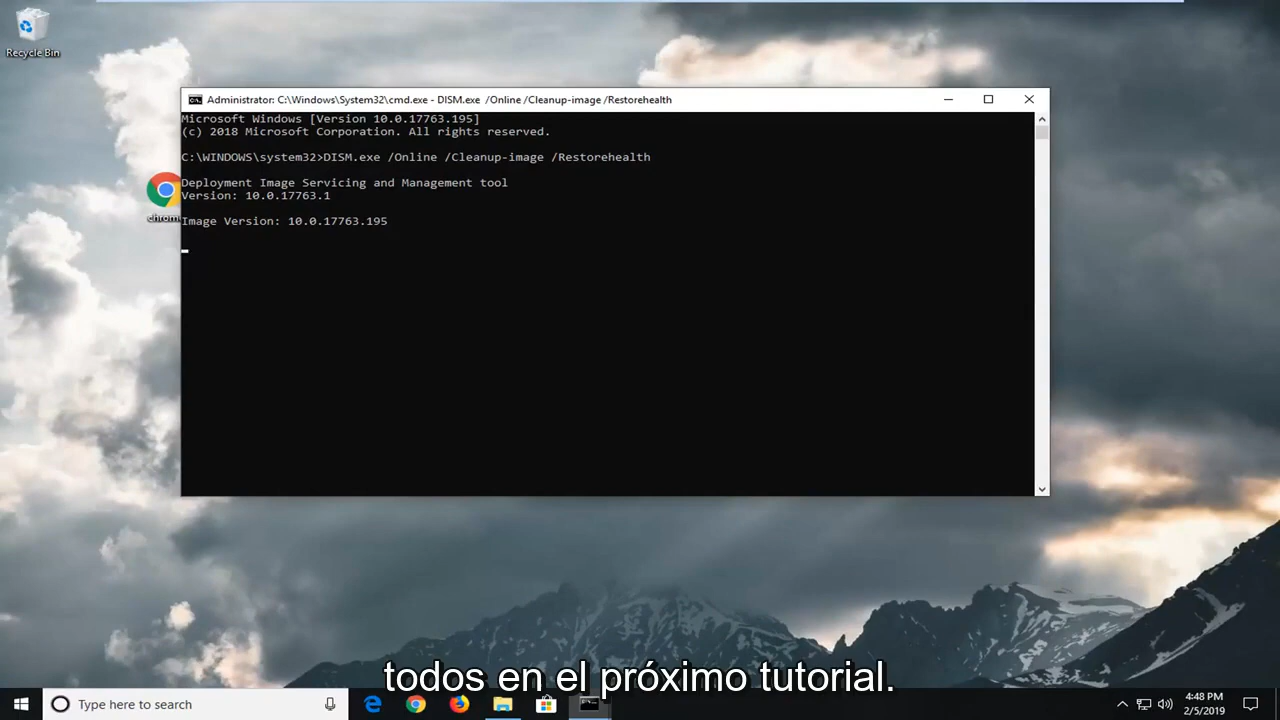 Recycle Bin
Administrator: C:\Windows\System32\cmd.exe - DISM.exe /Online /Cleanup-image /Restorehealth
Microsoft Windows [Version 10.0.17763.195]
(c) 2018 Microsoft Corporation. All rights reserved.
C:\WINDOWS\system32>DISM.exe /Online /Cleanup-image /Restorehealth
Deployment Image Servicing and Management tool
Version: 10.0.17763.1
chrom
Image Version: 10.0.17763.195
todos en el próximo tutorial.
Type here to search
4:48 PM
2/5/2019